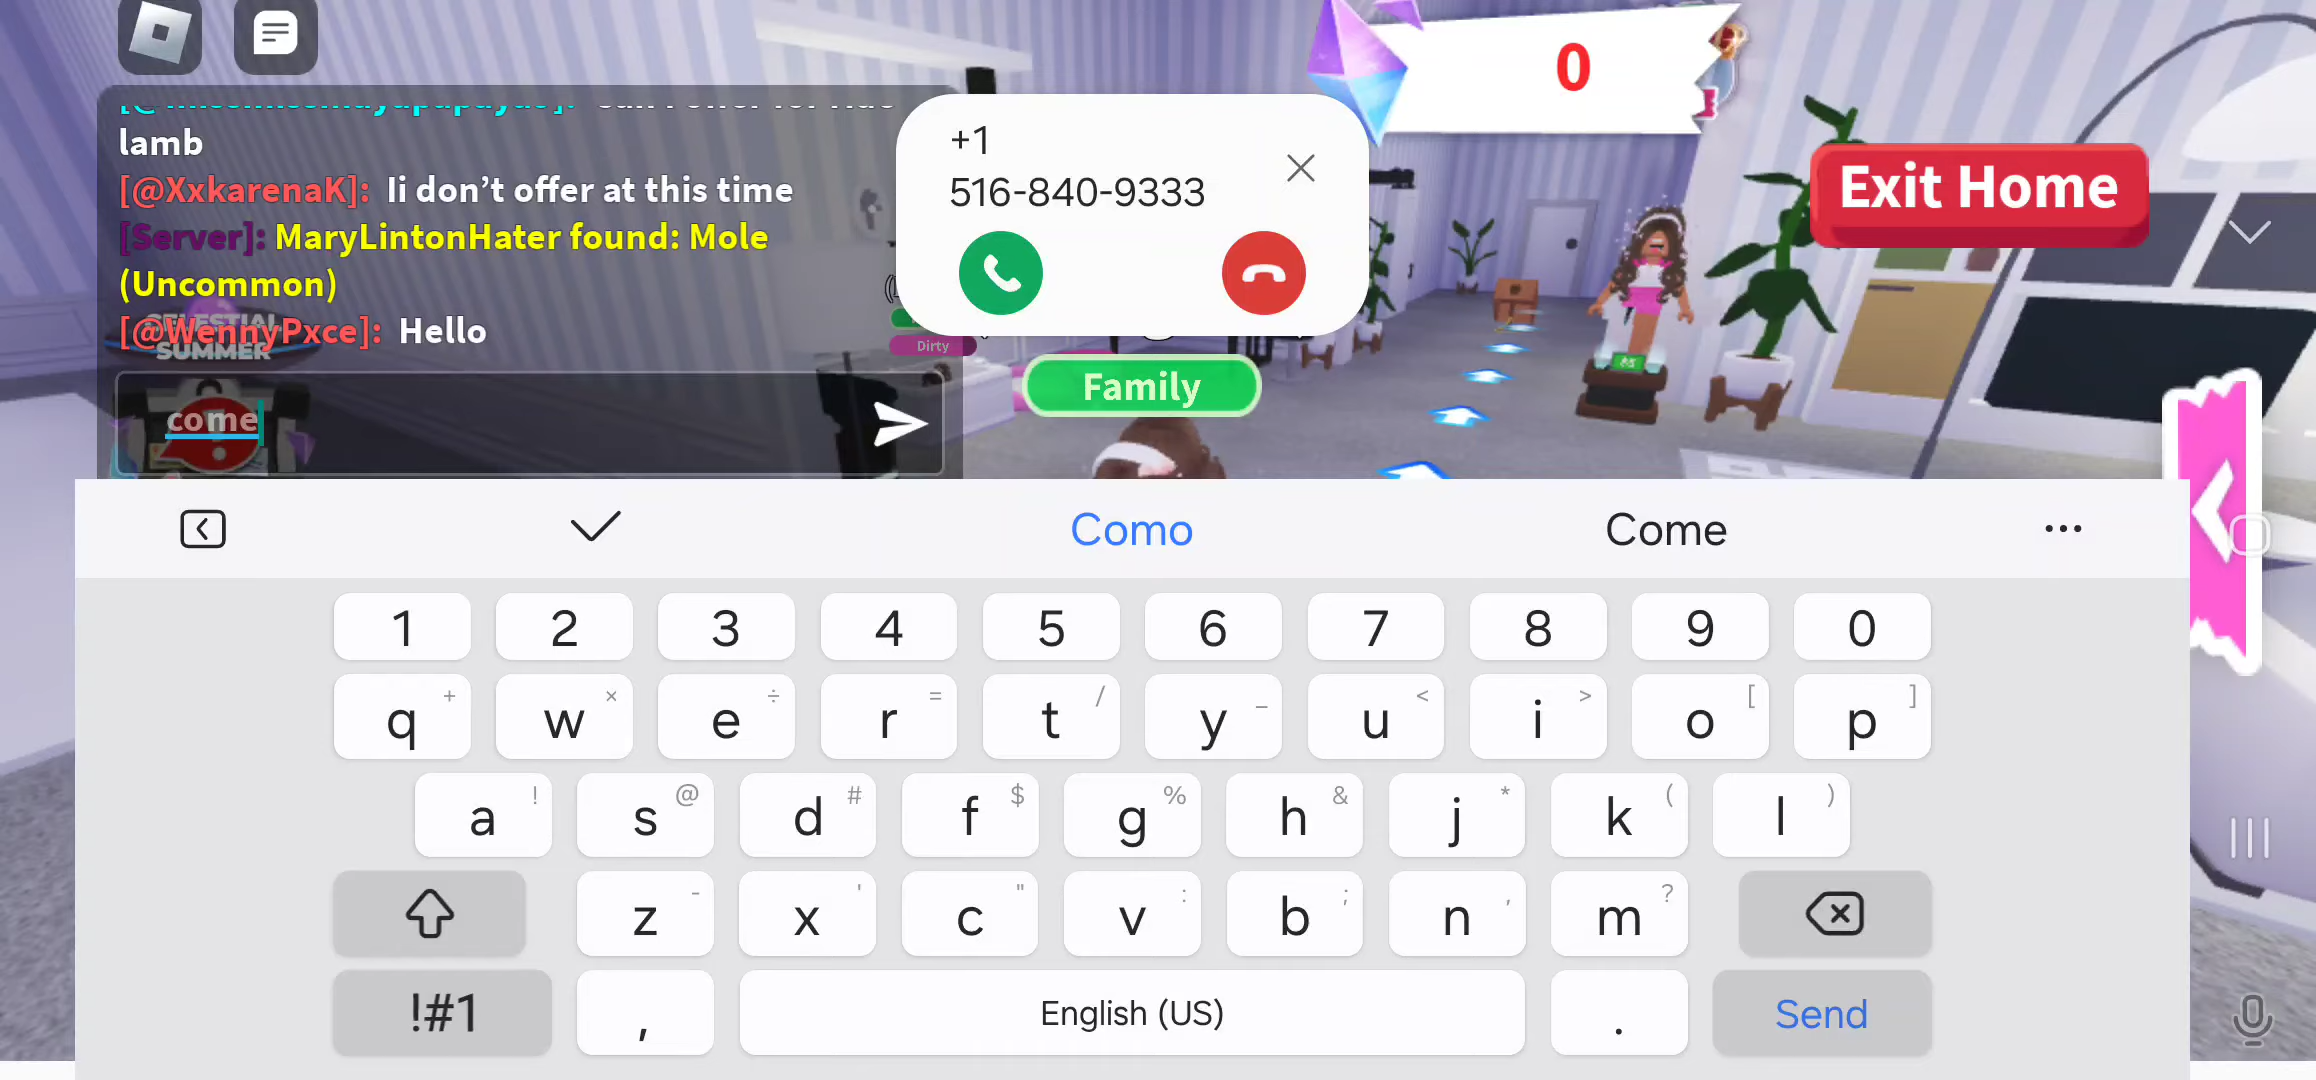 lamb
[@XxkarenaK]: Ii don’t offer at this time
[Server]: MaryLintonHater found: Mole
(Uncommon)
[@WennyPxce]: Hello
CELESTIAL
SUMMER
come
+1
516-840-9333
0
Exit Home
Dirty
Family
Como
Come
1 2 3 4 5 6 7 8 9 0
+ × ÷ = / _ < > [ ]
q w e r t y u i o p
! @ # $ % & * ( )
a s d f g h j k l
- ' " : ; , ?
z x c v b n m
!#1 , English (US) . Send